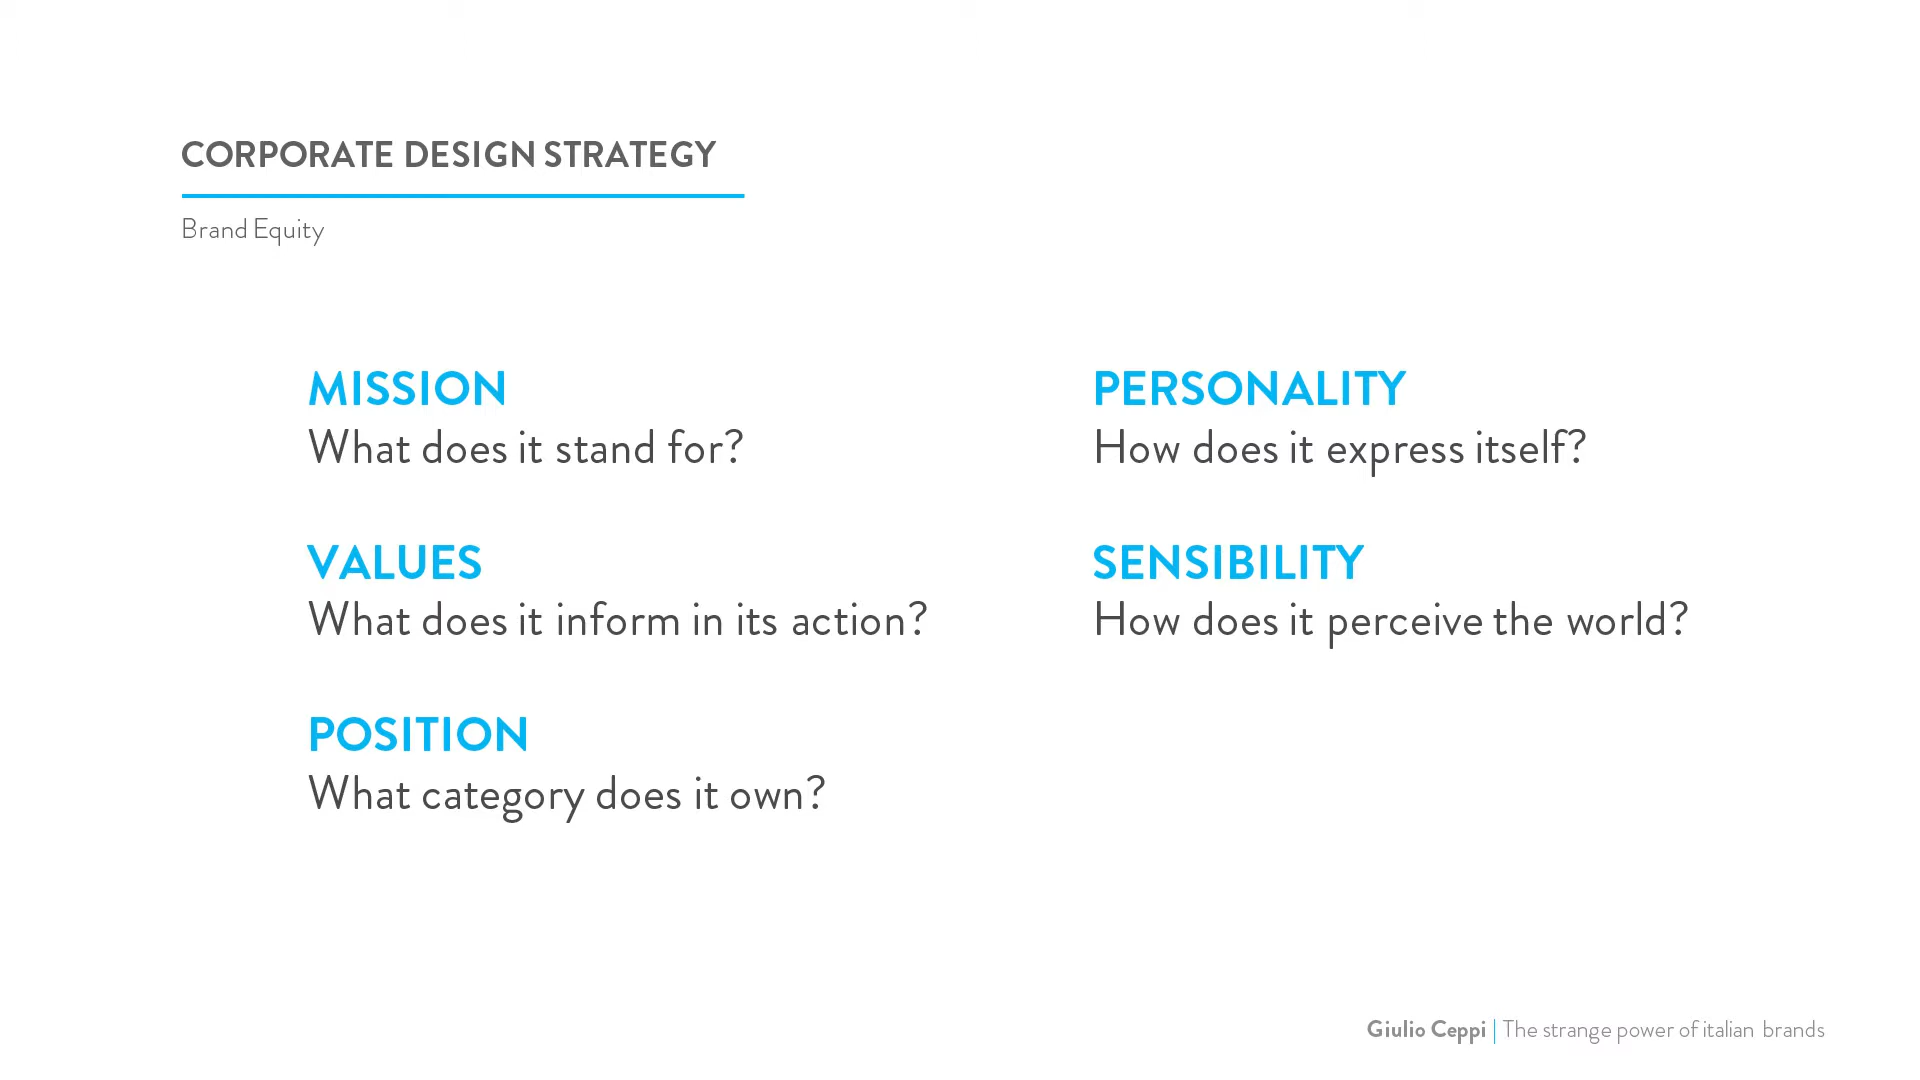 CORPORATE DESIGN STRATEGY
Brand Equity
MISSION
What does it stand for?
VALUES
What does it inform in its action?
POSITION
What category does it own?
PERSONALITY
How does it express itself?
SENSIBILITY
How does it perceive the world?
Giulio Ceppi | The strange power of italian brands